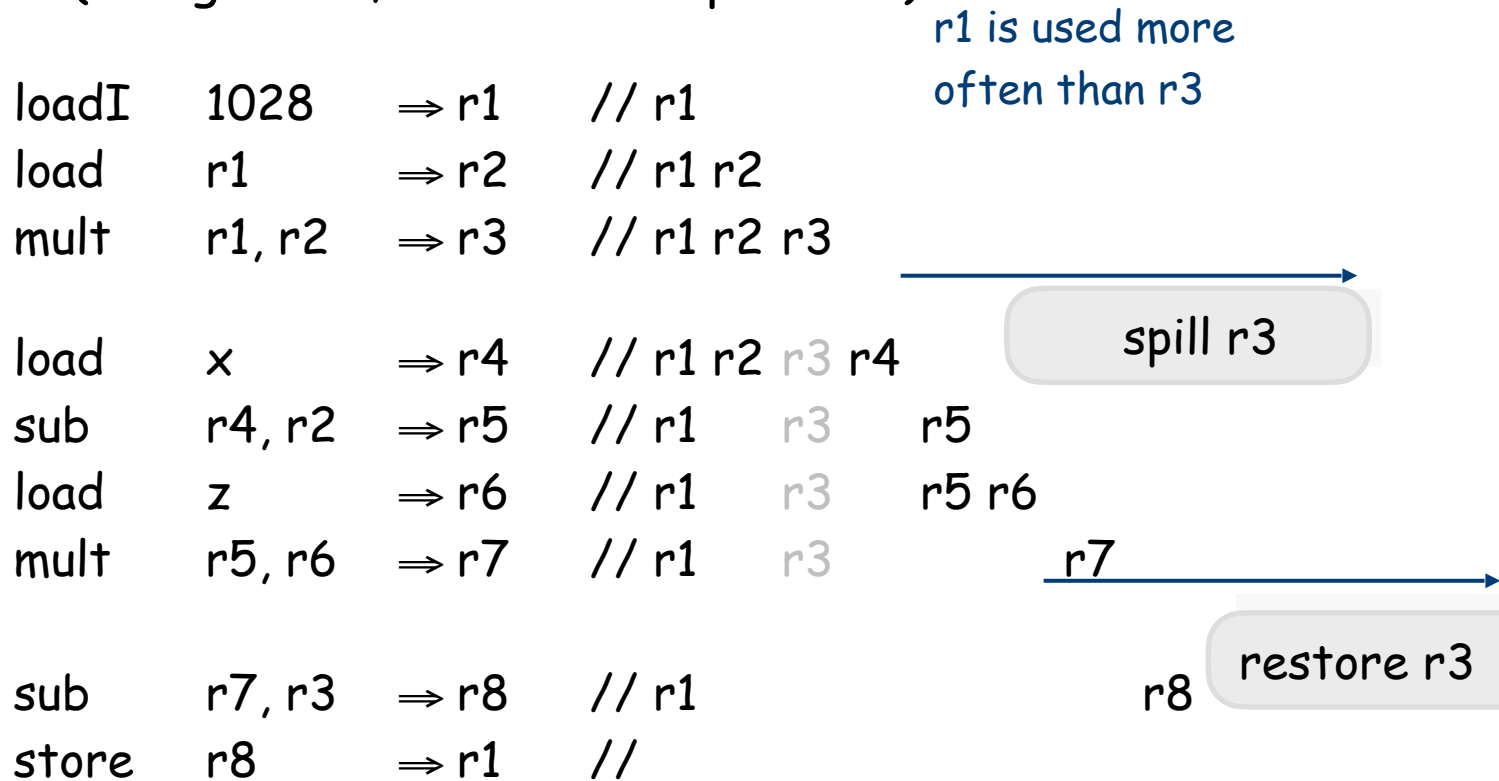 r1 is used more
often than r3
loadI 1028 ⇒ r1 // r1
load r1 ⇒ r2 // r1 r2
mult r1, r2 ⇒ r3 // r1 r2 r3
spill r3
load x ⇒ r4 // r1 r2 r3 r4
sub r4, r2 ⇒ r5 // r1 r3 r5
load z ⇒ r6 // r1 r3 r5 r6
mult r5, r6 ⇒ r7 // r1 r3 r7
restore r3
sub r7, r3 ⇒ r8 // r1 r8
store r8 ⇒ r1 //